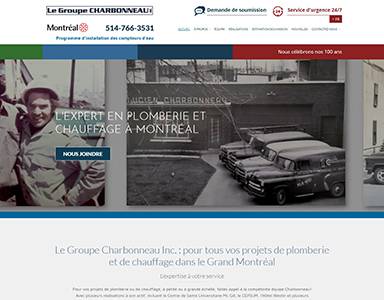 Le Groupe CHARBONNEAU
Demande de soumission
Service d'urgence 24/7
Montréal
514-766-3531
Programme d'installation des compteurs d'eau
ACCUEIL À PROPOS ÉQUIPE RÉALISATIONS NOUVELLES CONTACTEZ-NOUS
Nous célébrons nos 100 ans
LUCIEN CHARBONNEAU
L'EXPERT EN PLOMBERIE ET
CHAUFFAGE À MONTRÉAL
NOUS JOINDRE
Le Groupe Charbonneau Inc. : pour tous vos projets de plomberie
et de chauffage dans le Grand Montréal
L'expertise à votre service
Pour vos projets de plomberie ou de chauffage, à petite ou à grande échelle, faites appel à la compétente équipe Charbonneau!
Avec plusieurs réalisations à son actif, incluant le Centre de Santé Universitaire Mc Gill, le CEPSUM, l'Hôtel Westin et plusieurs